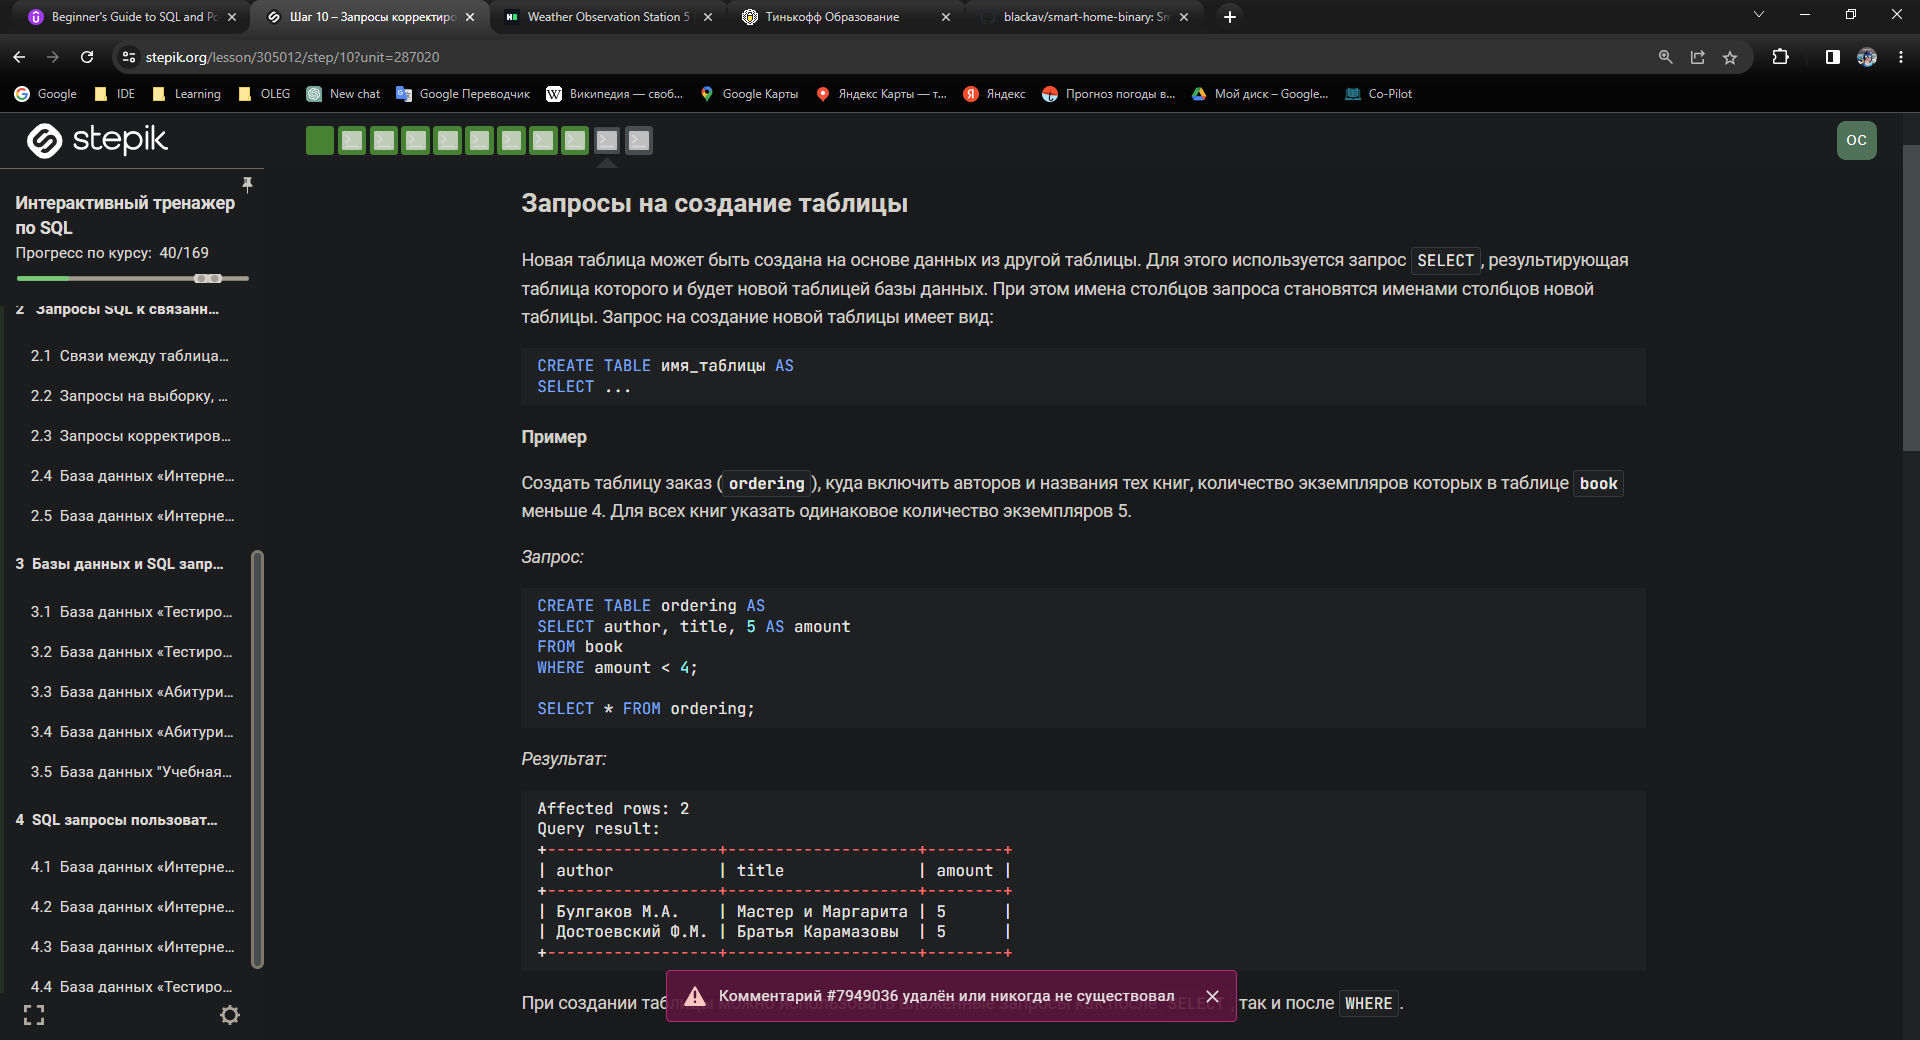 Beginner's Guide to SQL and Po
Шаг 10 – Запросы корректиро
Weather Observation Station 5
Тинькофф Образование
blackav/smart-home-binary: Sm
stepik.org/lesson/305012/step/10?unit=287020
Google
IDE
Learning
OLEG
New chat
Google Переводчик
Википедия — своб...
Google Карты
Яндекс Карты — т...
Яндекс
Прогноз погоды в...
Мой диск – Google...
Co-Pilot
stepik
ОС
Интерактивный тренажер
по SQL
Прогресс по курсу: 40/169
2 Запросы SQL к связанн...
2.1 Связи между таблица...
2.2 Запросы на выборку, ...
2.3 Запросы корректиров...
2.4 База данных «Интерне...
2.5 База данных «Интерне...
3 Базы данных и SQL запр...
3.1 База данных «Тестиро...
3.2 База данных «Тестиро...
3.3 База данных «Абитури...
3.4 База данных «Абитури...
3.5 База данных "Учебная...
4 SQL запросы пользоват...
4.1 База данных «Интерне...
4.2 База данных «Интерне...
4.3 База данных «Интерне...
4.4 База данных «Тестиро...
Запросы на создание таблицы
Новая таблица может быть создана на основе данных из другой таблицы. Для этого используется запрос SELECT, результирующая
таблица которого и будет новой таблицей базы данных. При этом имена столбцов запроса становятся именами столбцов новой
таблицы. Запрос на создание новой таблицы имеет вид:
CREATE TABLE имя_таблицы AS
SELECT ...
Пример
Создать таблицу заказ (ordering), куда включить авторов и названия тех книг, количество экземпляров которых в таблице book
меньше 4. Для всех книг указать одинаковое количество экземпляров 5.
Запрос:
CREATE TABLE ordering AS
SELECT author, title, 5 AS amount
FROM book
WHERE amount < 4;
SELECT * FROM ordering;
Результат:
Affected rows: 2
Query result:
+------------------+--------------------+--------+
| author | title | amount |
+------------------+--------------------+--------+
| Булгаков М.А. | Мастер и Маргарита | 5 |
| Достоевский Ф.М. | Братья Карамазовы | 5 |
+------------------+--------------------+--------+
При создании таблицы можно использовать вложенные запросы как после SELECT, так и после WHERE.
Комментарий #7949036 удалён или никогда не существовал